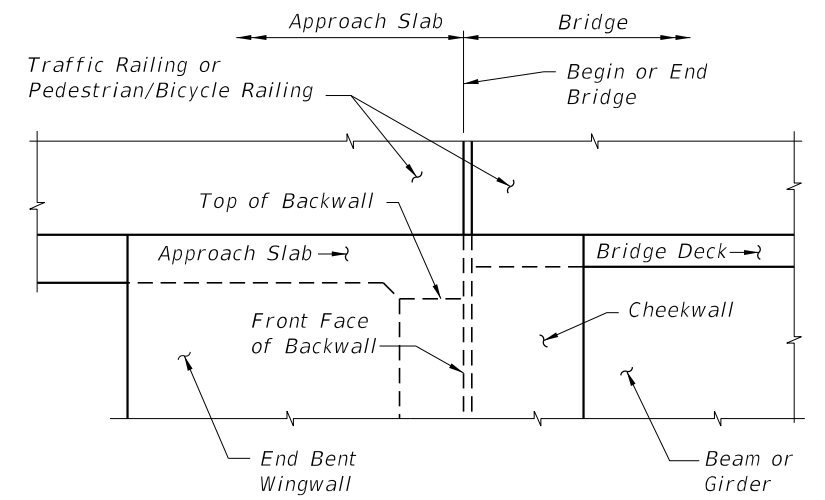 Approach Slab
Bridge
Traffic Railing or
Pedestrian/Bicycle Railing
Begin or End
Bridge
Top of Backwall
Approach Slab
Bridge Deck
Front Face
of Backwall
Cheekwall
End Bent
Wingwall
Beam or
Girder